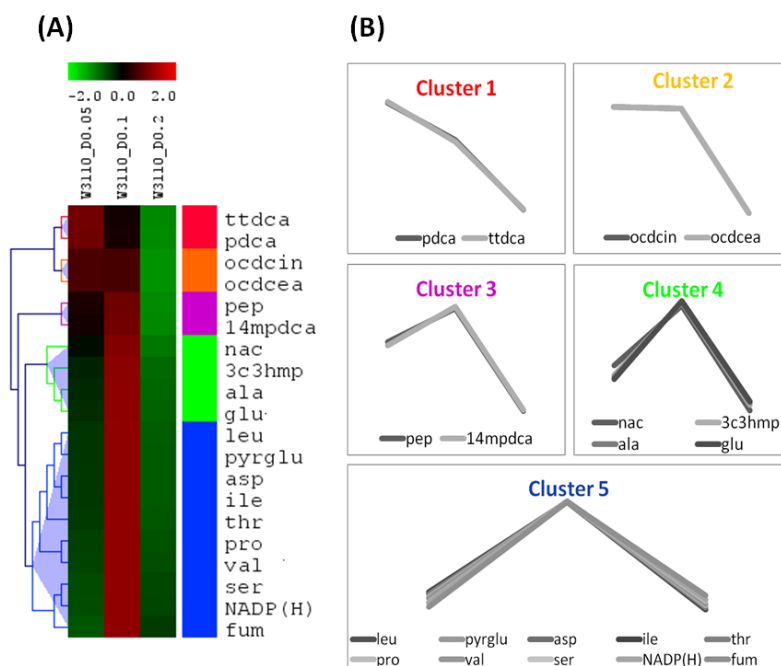 (A)
(B)
-2.0 0.0 2.0
W3110_D0.05
W3110_D0.1
W3110_D0.2
ttdca
pdca
ocdcin
ocdcea
pep
14mpdca
nac
3c3hmp
ala
glu
leu
pyrglu
asp
ile
thr
pro
val
ser
NADP(H)
fum
Cluster 1
pdca ttdca
Cluster 2
ocdcin ocdcea
Cluster 3
pep 14mpdca
Cluster 4
nac 3c3hmp
ala glu
Cluster 5
leu pyrglu asp ile thr
pro val ser NADP(H) fum